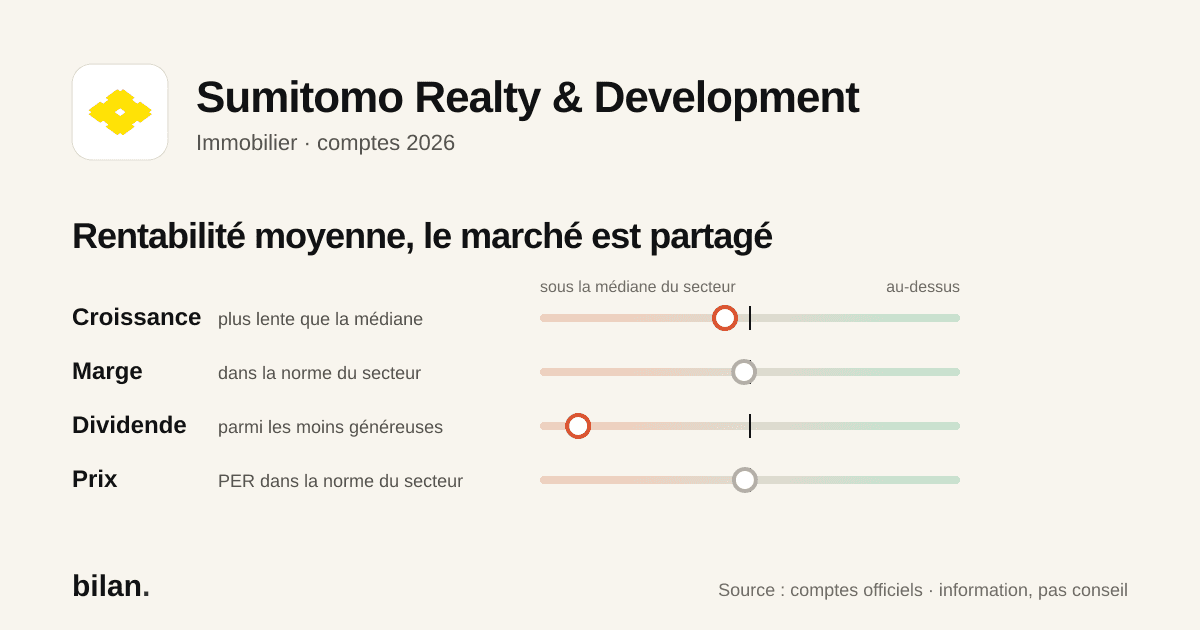 Sumitomo Realty & Development
Immobilier · comptes 2026
Rentabilité moyenne, le marché est partagé
sous la médiane du secteur au-dessus
Croissance plus lente que la médiane
Marge dans la norme du secteur
Dividende parmi les moins généreuses
Prix PER dans la norme du secteur
bilan.
Source : comptes officiels · information, pas conseil